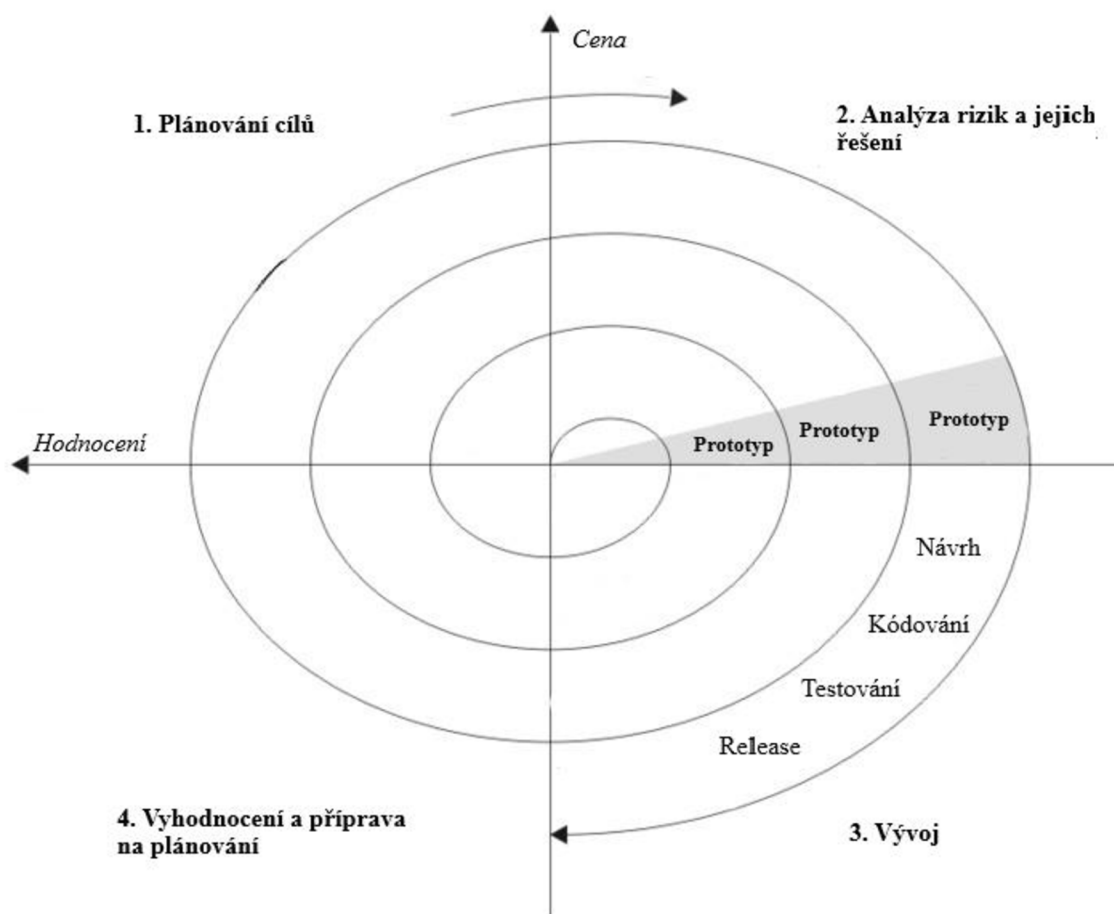 Cena
1. Plánování cílů
2. Analýza rizik a jejich
řešení
Hodnocení
Prototyp
Prototyp
Prototyp
Návrh
Kódování
Testování
Release
4. Vyhodnocení a příprava
na plánování
3. Vývoj